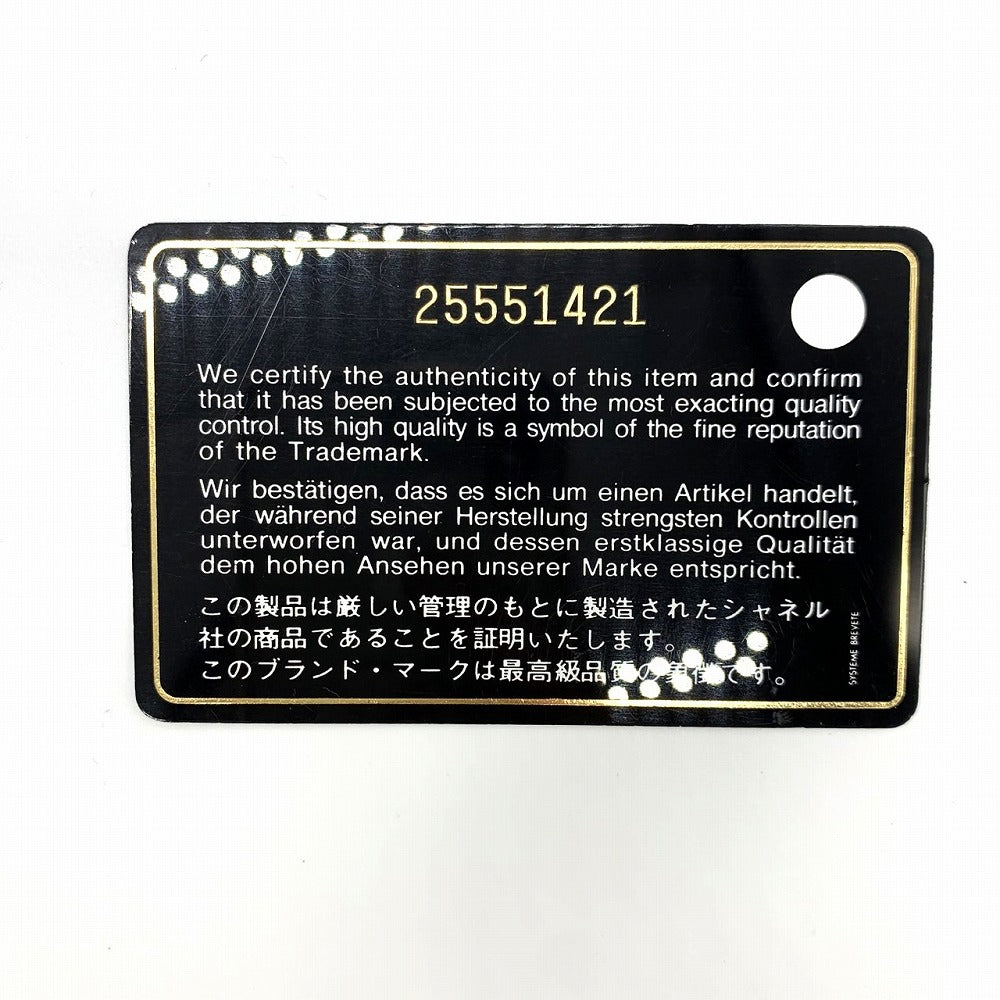 25551421
We certify the authenticity of this item and confirm
that it has been subjected to the most exacting quality
control. Its high quality is a symbol of the fine reputation
of the Trademark.
Wir bestätigen, dass es sich um einen Artikel handelt,
der während seiner Herstellung strengsten Kontrollen
unterworfen war, und dessen erstklassige Qualität
dem hohen Ansehen unserer Marke entspricht.
この製品は厳しい管理のもとに製造されたシャネル
社の商品であることを証明いたします。
このブランド・マークは最高級品質の象徴です。
SYSTEME BREVETE